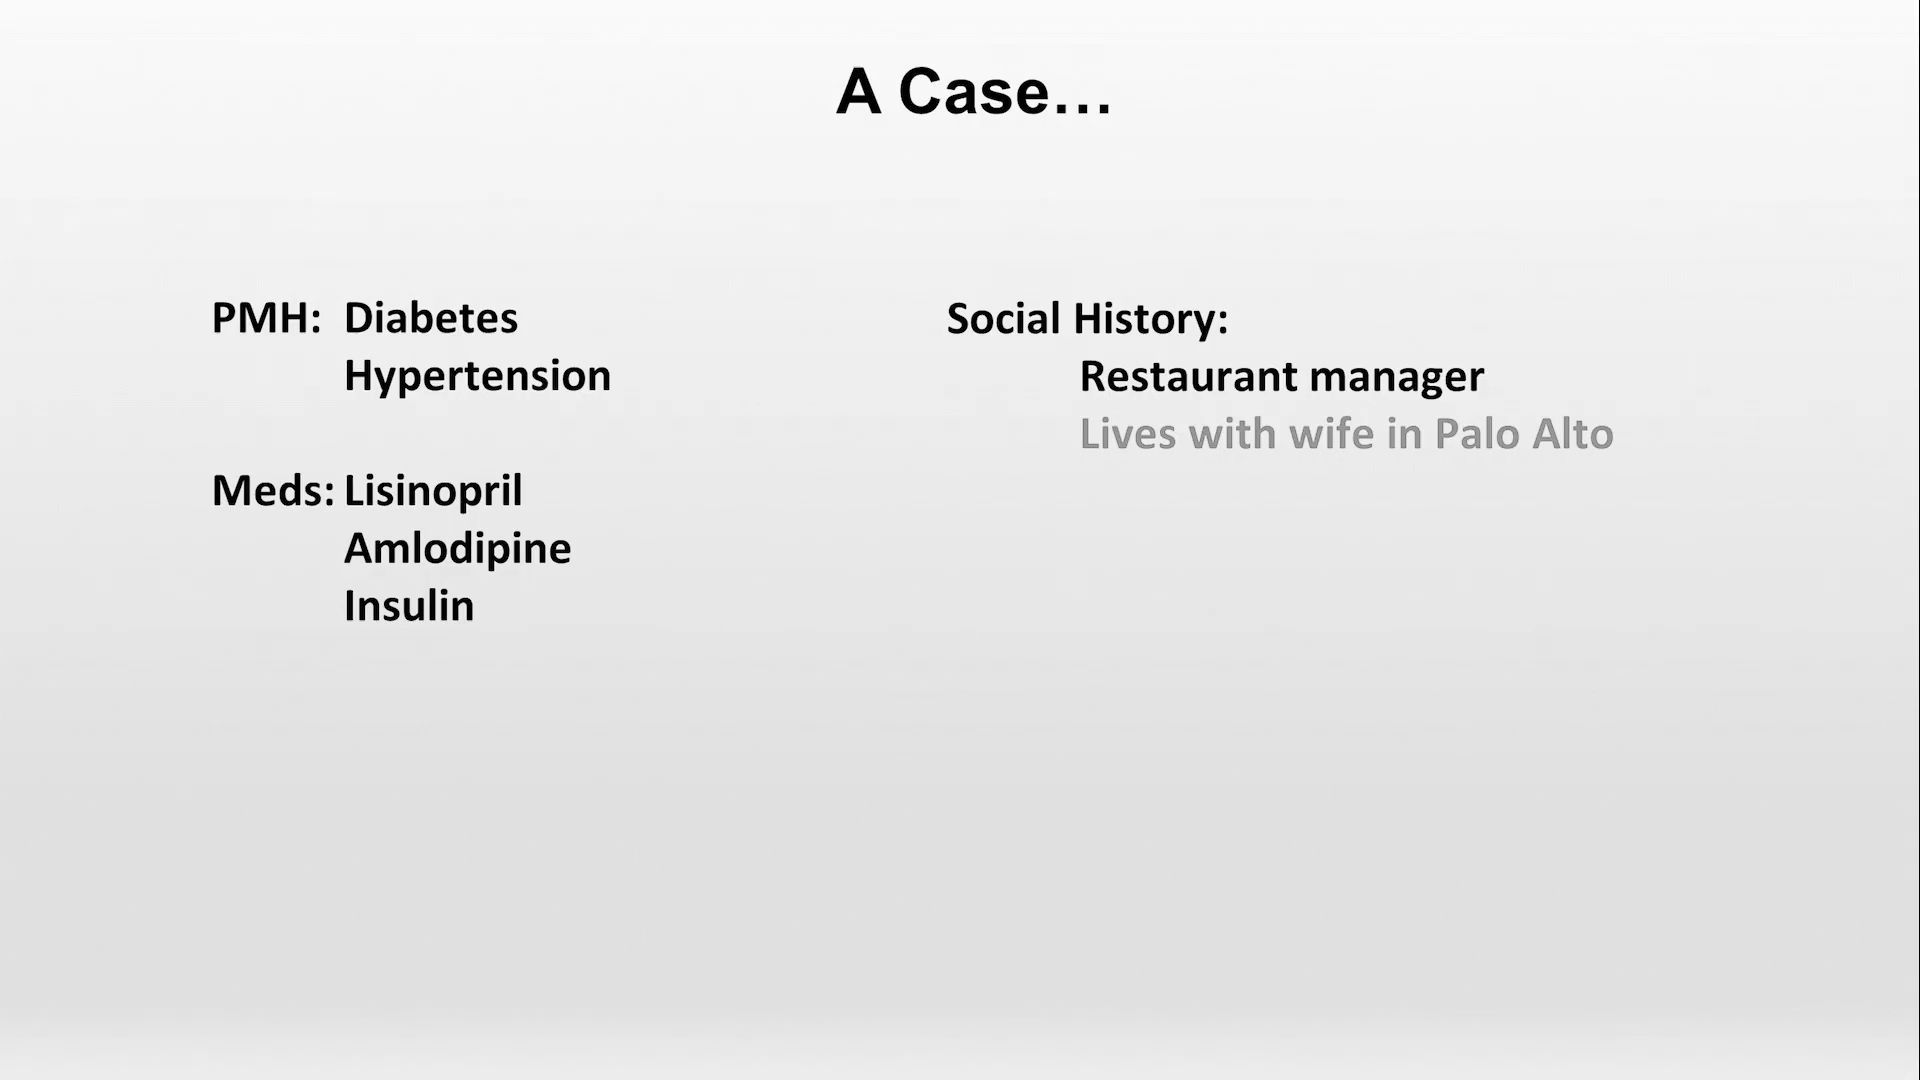 A Case…
PMH: Diabetes
Hypertension
Meds: Lisinopril
Amlodipine
Insulin
Social History:
Restaurant manager
Lives with wife in Palo Alto